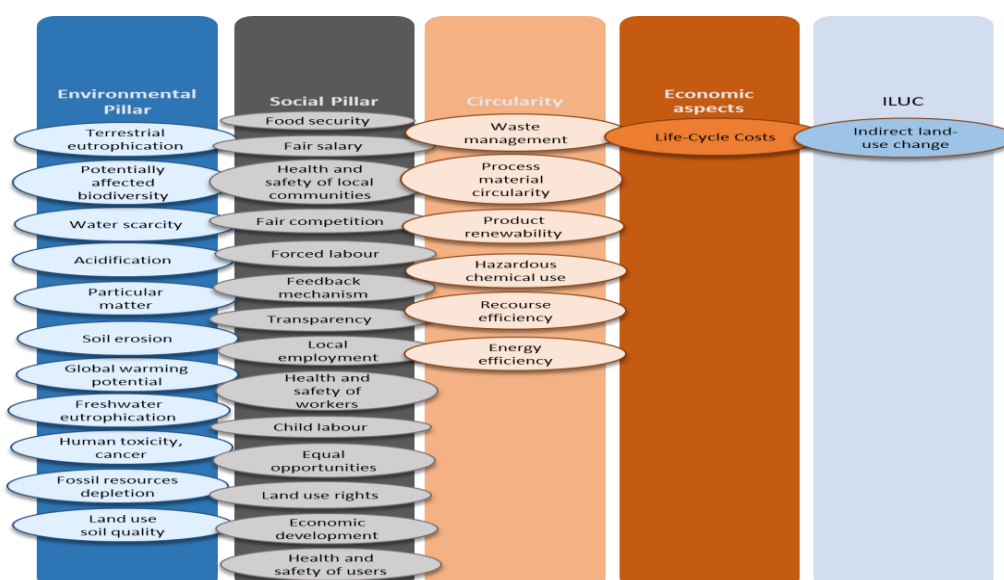 Environmental
Pillar
Terrestrial
eutrophication
Potentially
affected
biodiversity
Water scarcity
Acidification
Particular
matter
Soil erosion
Global warming
potential
Freshwater
eutrophication
Human toxicity,
cancer
Fossil resources
depletion
Land use
soil quality
Social Pillar
Food security
Fair salary
Health and
safety of local
communities
Fair competition
Forced labour
Feedback
mechanism
Transparency
Local
employment
Health and
safety of
workers
Child labour
Equal
opportunities
Land use rights
Economic
development
Health and
safety of users
Circularity
Waste
management
Process
material
circularity
Product
renewability
Hazardous
chemical use
Recourse
efficiency
Energy
efficiency
Economic
aspects
Life-Cycle Costs
ILUC
Indirect land-
use change